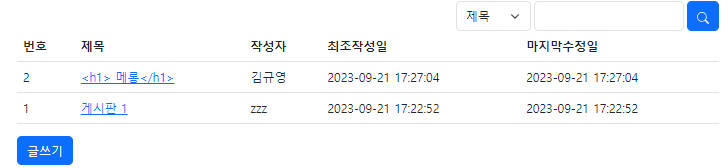 제목
번호 제목 작성자 최조작성일 마지막수정일
2 <h1> 메롱</h1> 김규영 2023-09-21 17:27:04 2023-09-21 17:27:04
1 게시판 1 zzz 2023-09-21 17:22:52 2023-09-21 17:22:52
글쓰기